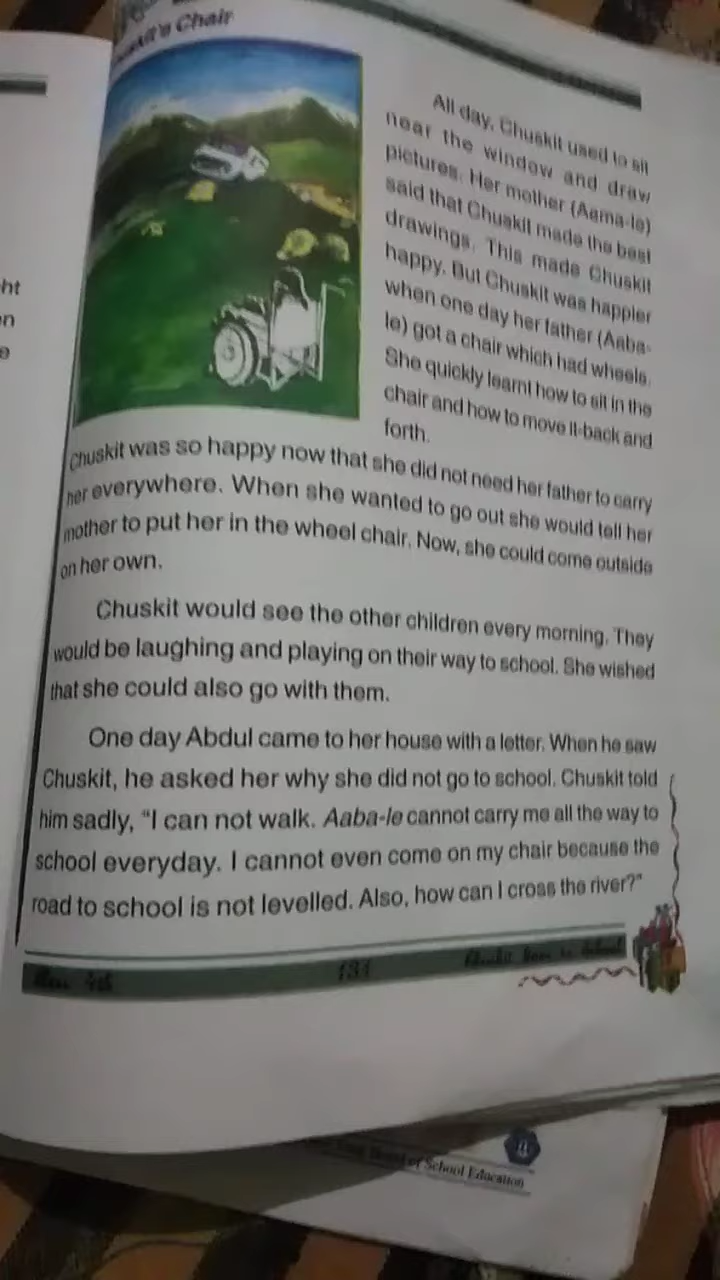 Chair
All day, Chuskit used to sit
near the window and draw
pictures. Her mother (Aama-le)
said that Chuskit made the best
drawings. This made Chuskit
happy. But Chuskit was happier
when one day her father (Aaba-
le) got a chair which had wheels.
She quickly learnt how to sit in the
chair and how to move it-back and
forth.
Chuskit was so happy now that she did not need her father to carry
her everywhere. When she wanted to go out she would tell her
mother to put her in the wheel chair. Now, she could come outside
on her own.
Chuskit would see the other children every morning. They
would be laughing and playing on their way to school. She wished
that she could also go with them.
One day Abdul came to her house with a letter. When he saw
Chuskit, he asked her why she did not go to school. Chuskit told
him sadly, “I can not walk. Aaba-le cannot carry me all the way to
school everyday. I cannot even come on my chair because the
road to school is not levelled. Also, how can I cross the river?”
131
of School Education